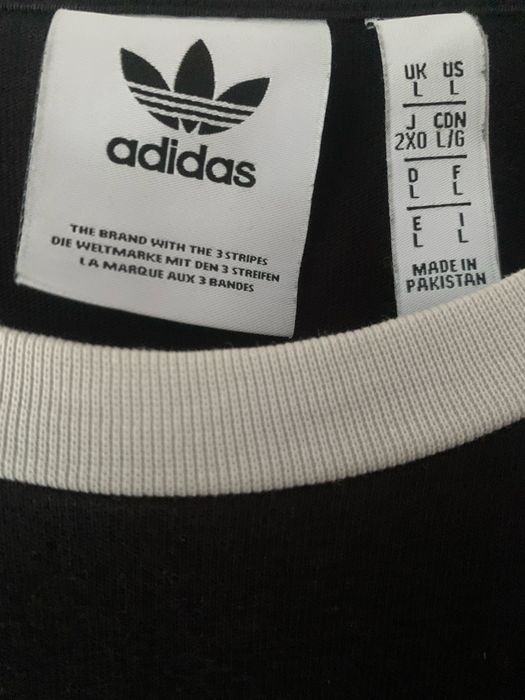 adidas
THE BRAND WITH THE 3 STRIPES
DIE WELTMARKE MIT DEN 3 STREIFEN
LA MARQUE AUX 3 BANDES
UK US
L L
J CDN
2XO L/G
D F
L L
E I
L L
MADE IN
PAKISTAN